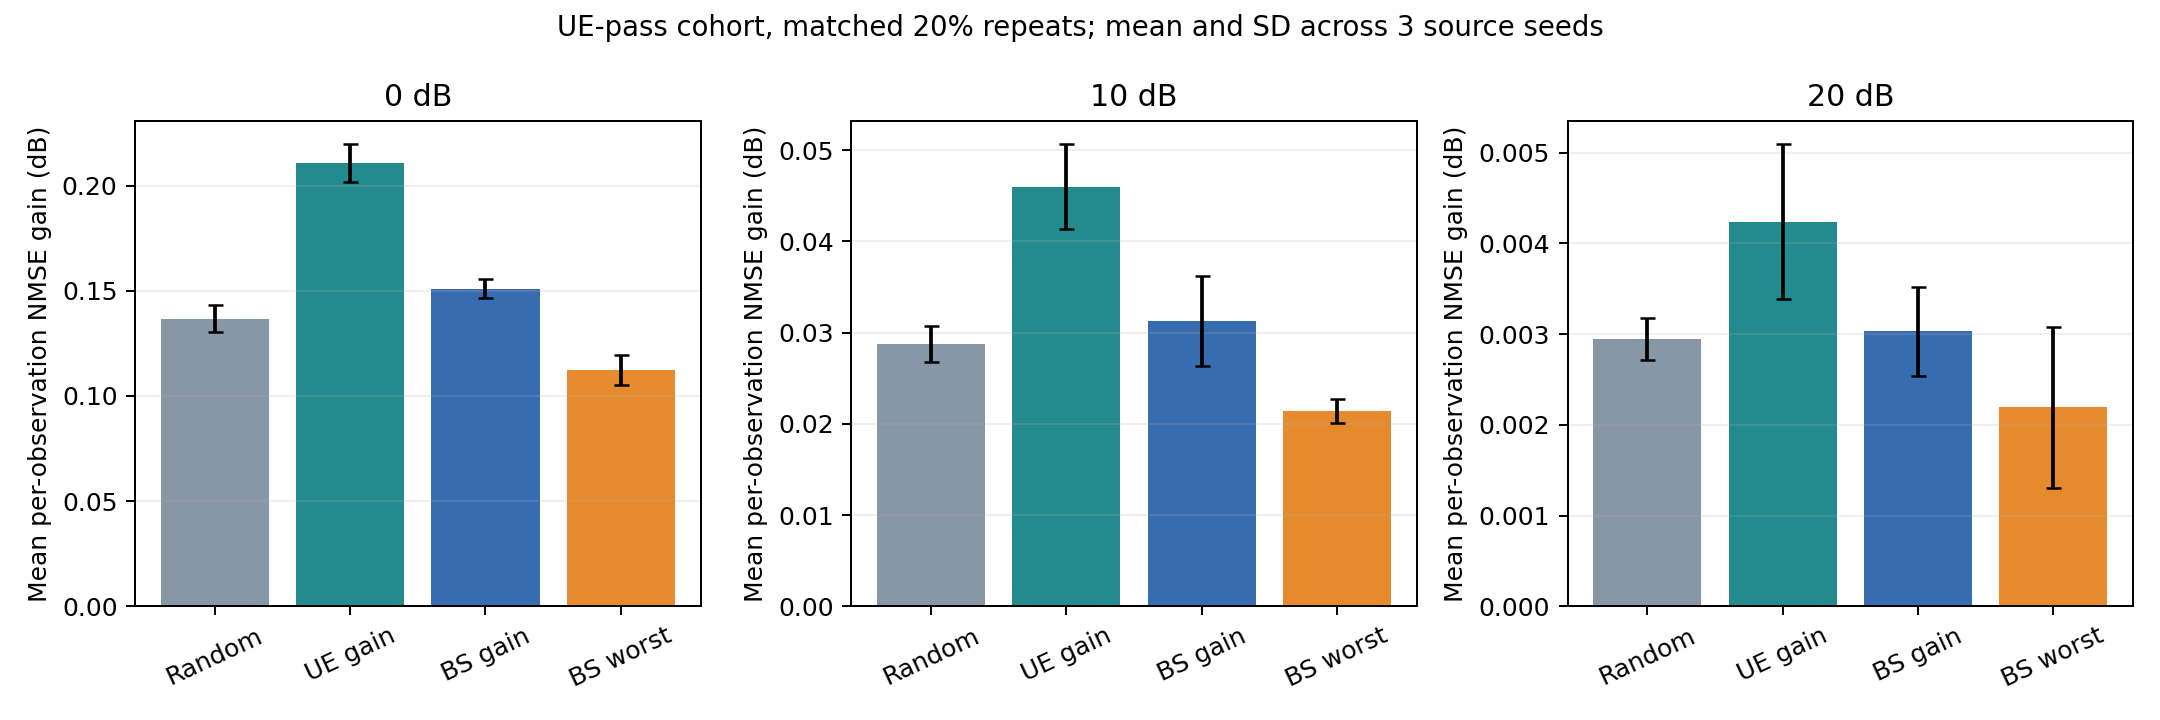 UE-pass cohort, matched 20% repeats; mean and SD across 3 source seeds
0 dB
Mean per-observation NMSE gain (dB)
0.20
0.15
0.10
0.05
0.00
Random
UE gain
BS gain
BS worst
10 dB
Mean per-observation NMSE gain (dB)
0.05
0.04
0.03
0.02
0.01
0.00
Random
UE gain
BS gain
BS worst
20 dB
Mean per-observation NMSE gain (dB)
0.005
0.004
0.003
0.002
0.001
0.000
Random
UE gain
BS gain
BS worst